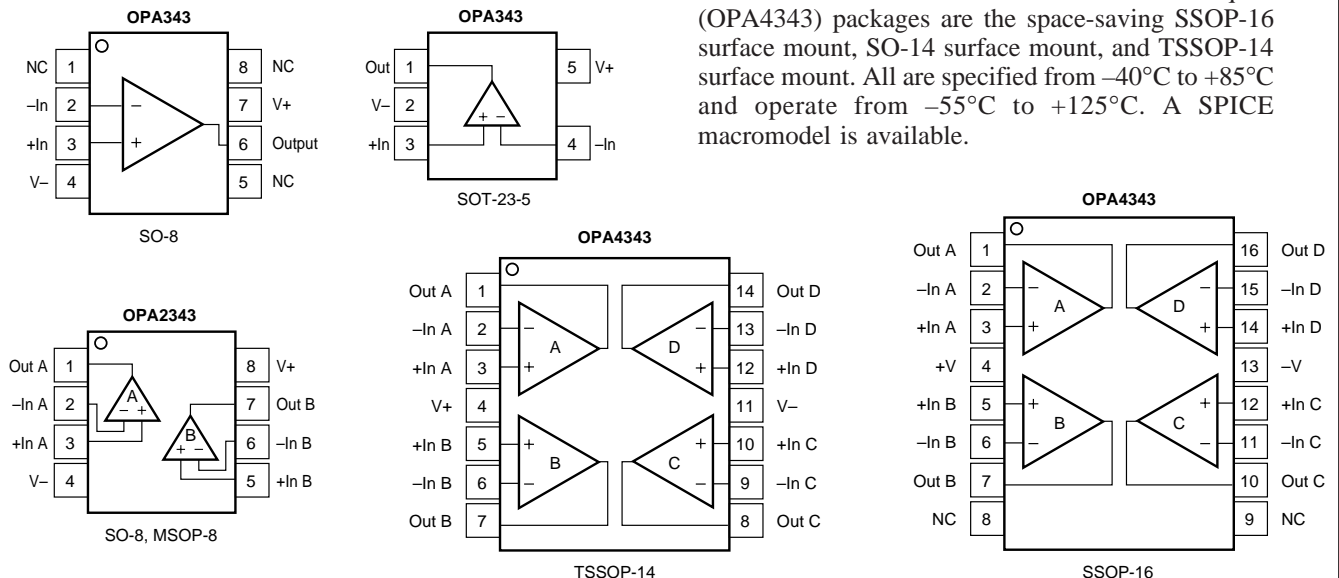 (OPA4343) packages are the space-saving SSOP-16
surface mount, SO-14 surface mount, and TSSOP-14
surface mount. All are specified from –40°C to +85°C
and operate from –55°C to +125°C. A SPICE
macromodel is available.
OPA343
NC 1 8 NC
–In 2 – 7 V+
+In 3 + 6 Output
V– 4 5 NC
SO-8
OPA343
Out 1 5 V+
V– 2
+ –
+In 3 4 –In
SOT-23-5
OPA2343
Out A 1 8 V+
–In A 2 A – + 7 Out B
+In A 3 B + – 6 –In B
V– 4 5 +In B
SO-8, MSOP-8
OPA4343
Out A 1 14 Out D
–In A 2 – – 13 –In D
A D
+In A 3 + + 12 +In D
V+ 4 11 V–
+In B 5 + + 10 +In C
B C
–In B 6 – – 9 –In C
Out B 7 8 Out C
TSSOP-14
OPA4343
Out A 1 16 Out D
–In A 2 – – 15 –In D
A D
+In A 3 + + 14 +In D
+V 4 13 –V
+In B 5 + + 12 +In C
B C
–In B 6 – – 11 –In C
Out B 7 10 Out C
NC 8 9 NC
SSOP-16